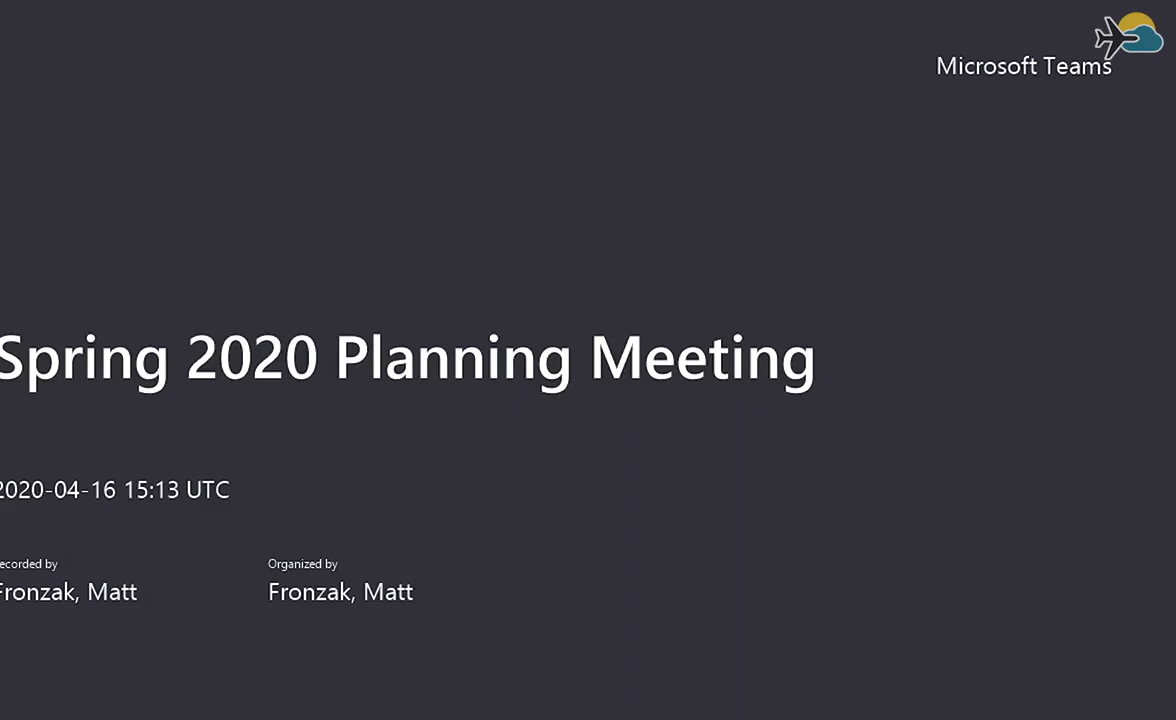 Microsoft Teams
Spring 2020 Planning Meeting
2020-04-16 15:13 UTC
ecorded by
Organized by
Fronzak, Matt
Fronzak, Matt